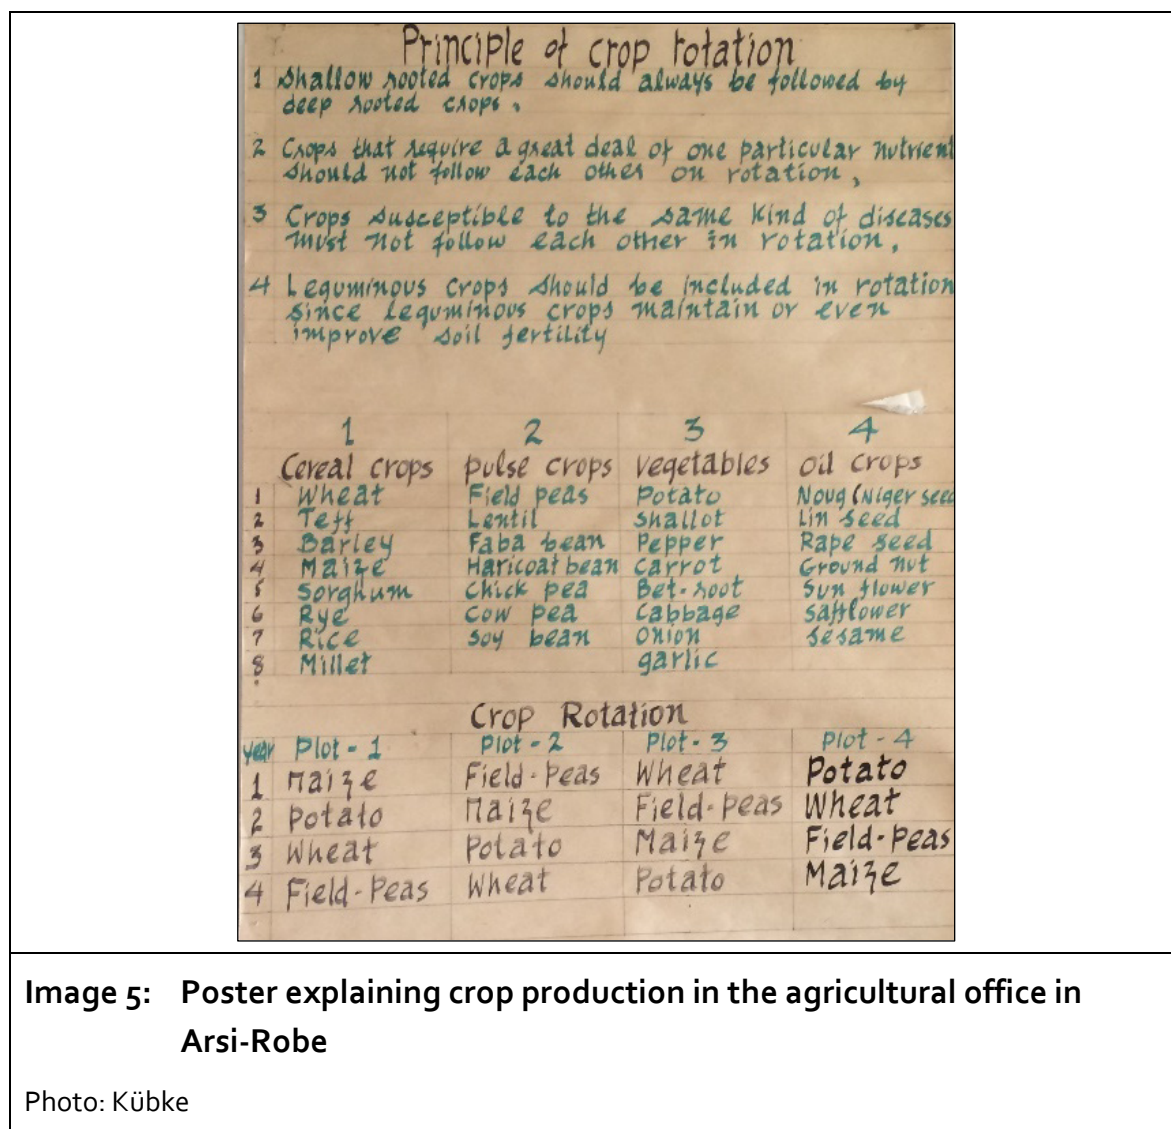 Principle of crop rotation
1 Shallow rooted crops should always be followed by
deep rooted crops.
2 Crops that require a great deal of one particular nutrient
should not follow each other on rotation,
3 Crops susceptible to the same kind of diseases
must not follow each other in rotation.
4 Leguminous crops should be included in rotation
since leguminous crops maintain or even
improve soil fertility
1 2 3 4
Cereal crops pulse crops vegetables oil crops
1 Wheat Field peas Potato Noug (Niger seed
2 Teff Lentil Shallot Lin seed
3 Barley Faba bean Pepper Rape seed
4 Maize Haricoat bean Carrot Ground nut
5 Sorghum Chick pea Bet-root Sun flower
6 Rye Cow pea Cabbage Safflower
7 Rice Soy bean Onion Sesame
8 Millet garlic
Crop Rotation
year Plot - 1 Plot - 2 Plot - 3 Plot - 4
1 Maize Field-Peas Wheat Potato
2 Potato Maize Field-Peas Wheat
3 Wheat Potato Maize Field-Peas
4 Field-Peas Wheat Potato Maize
Image 5: Poster explaining crop production in the agricultural office in
Arsi-Robe
Photo: Kübke